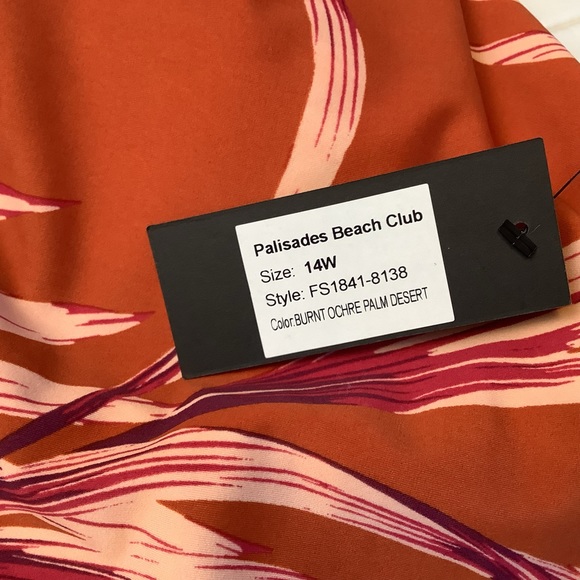 Palisades Beach Club
Size: 14W
Style: FS1841-8138
Color:BURNT OCHRE PALM DESERT